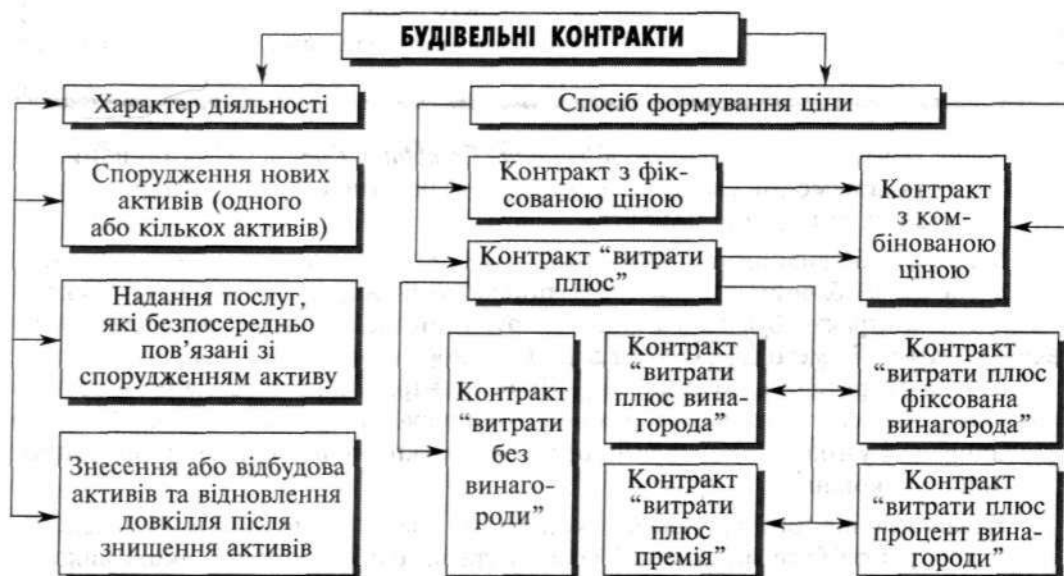 БУДІВЕЛЬНІ КОНТРАКТИ
Характер діяльності
Спосіб формування ціни
Спорудження нових
активів (одного
або кількох активів)
Надання послуг,
які безпосередньо
пов’язані зі
спорудженням активу
Знесення або відбудова
активів та відновлення
довкілля після
знищення активів
Контракт з фік-
сованою ціною
Контракт “витрати
плюс”
Контракт
з ком-
бінованою
ціною
Контракт
“витрати
без
винаго-
роди”
Контракт
“витрати
плюс вина-
города”
Контракт
“витрати плюс
фіксована
винагорода”
Контракт
“витрати
плюс
премія”
Контракт
“витрати плюс
процент вина-
городи”